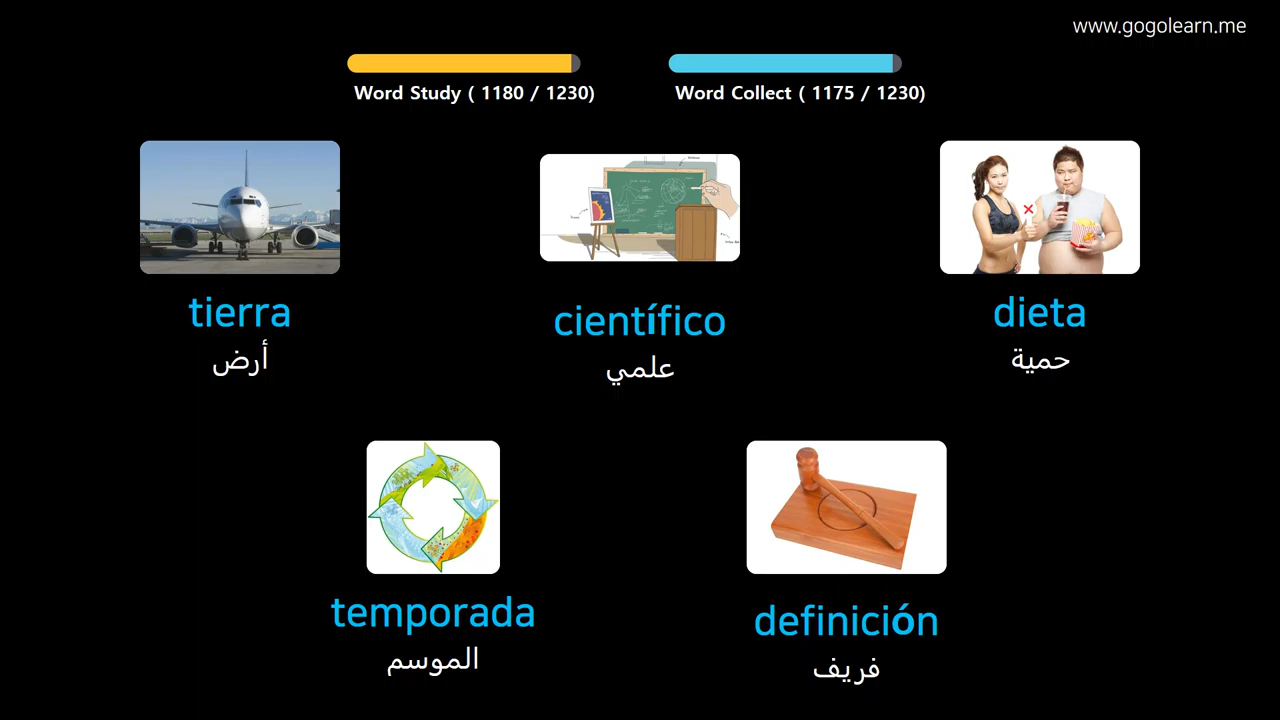 www.gogolearn.me
Word Study ( 1180 / 1230)
Word Collect ( 1175 / 1230)
tierra
أرض
científico
علمي
dieta
حمية
temporada
الموسم
definición
فريف